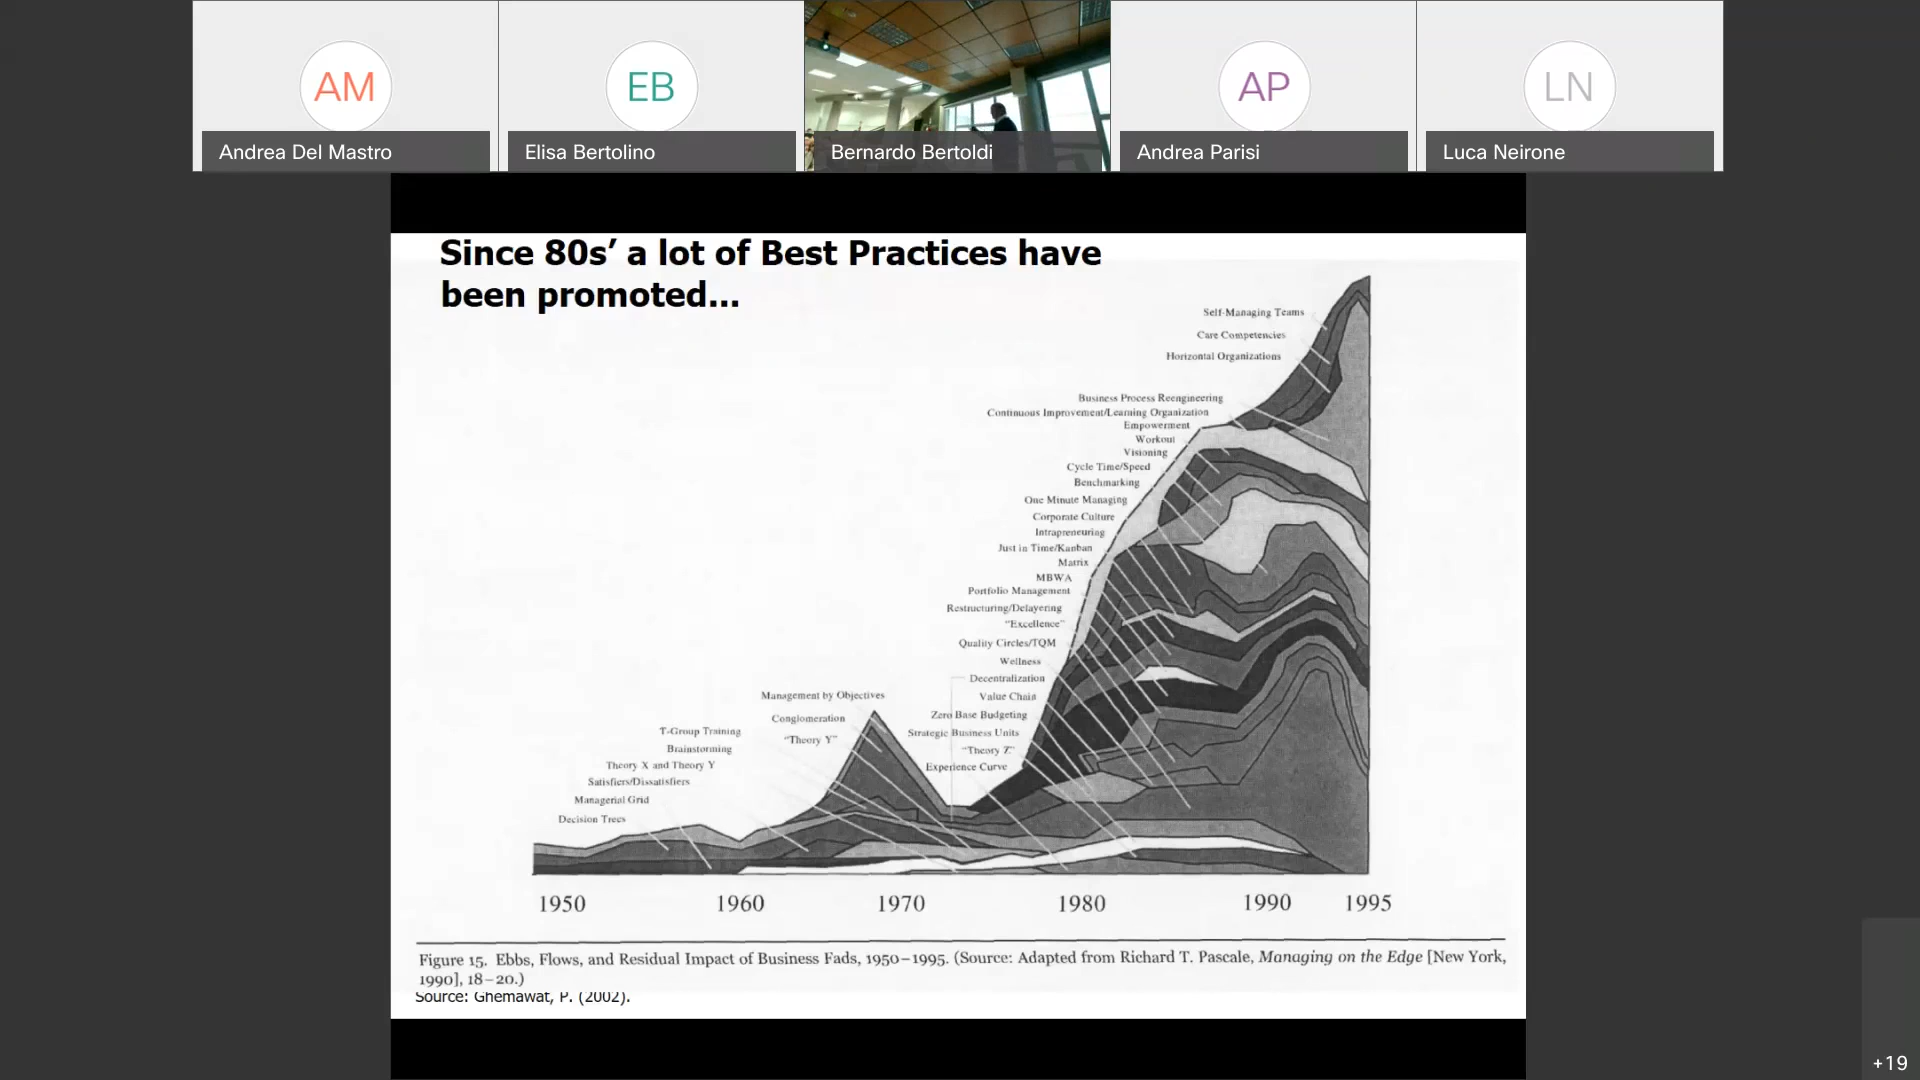 AM
EB
AP
LN
Andrea Del Mastro
Elisa Bertolino
Bernardo Bertoldi
Andrea Parisi
Luca Neirone
Since 80s’ a lot of Best Practices have
been promoted...
Self-Managing Teams
Care Competencies
Horizontal Organizations
Business Process Reengineering
Continuous Improvement/Learning Organization
Empowerment
Workout
Visioning
Cycle Time/Speed
Benchmarking
One Minute Managing
Corporate Culture
Intrapreneuring
Just in Time/Kanban
Matrix
MBWA
Portfolio Management
Restructuring/Delayering
“Excellence”
Quality Circles/TQM
Wellness
Decentralization
Value Chain
Zero Base Budgeting
Strategic Business Units
“Theory Z”
Experience Curve
Management by Objectives
Conglomeration
“Theory Y”
T-Group Training
Brainstorming
Theory X and Theory Y
Satisfiers/Dissatisfiers
Managerial Grid
Decision Trees
1950 1960 1970 1980 1990 1995
Figure 15. Ebbs, Flows, and Residual Impact of Business Fads, 1950–1995. (Source: Adapted from Richard T. Pascale, Managing on the Edge [New York,
1990], 18–20.)
Source: Ghemawat, P. (2002).
+19